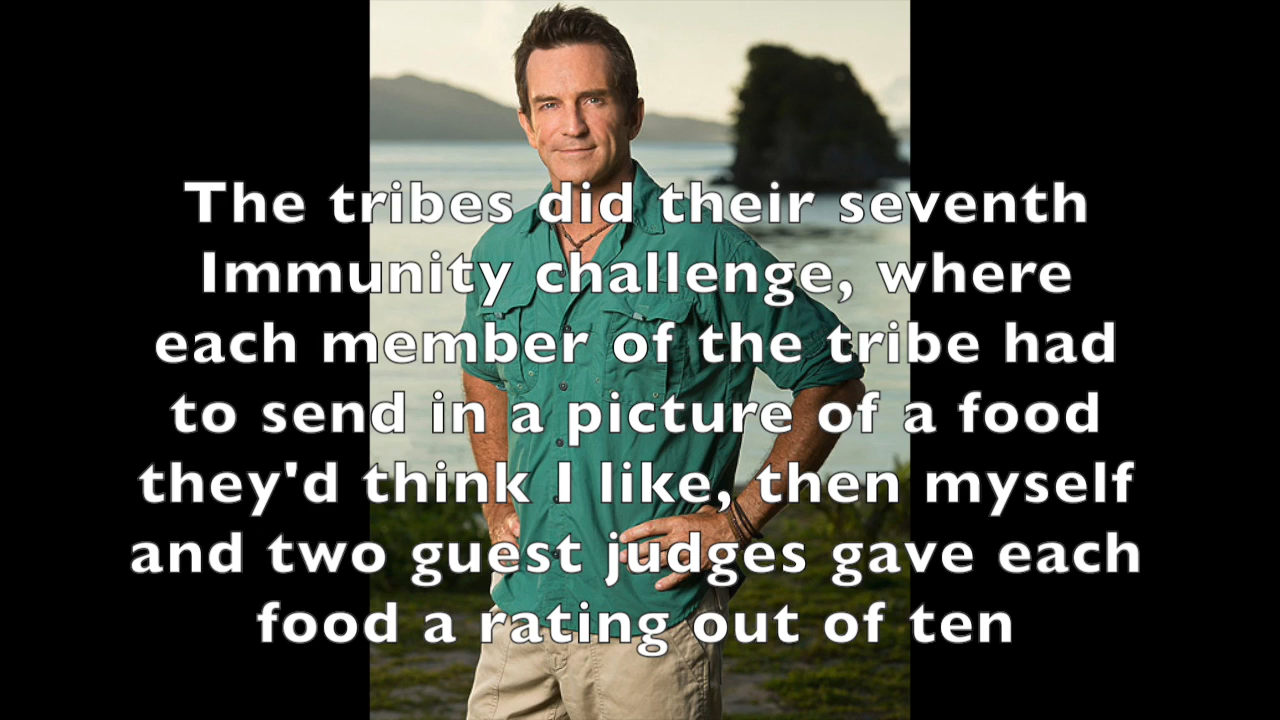 The tribes did their seventh
Immunity challenge, where
each member of the tribe had
to send in a picture of a food
they'd think I like, then myself
and two guest judges gave each
food a rating out of ten